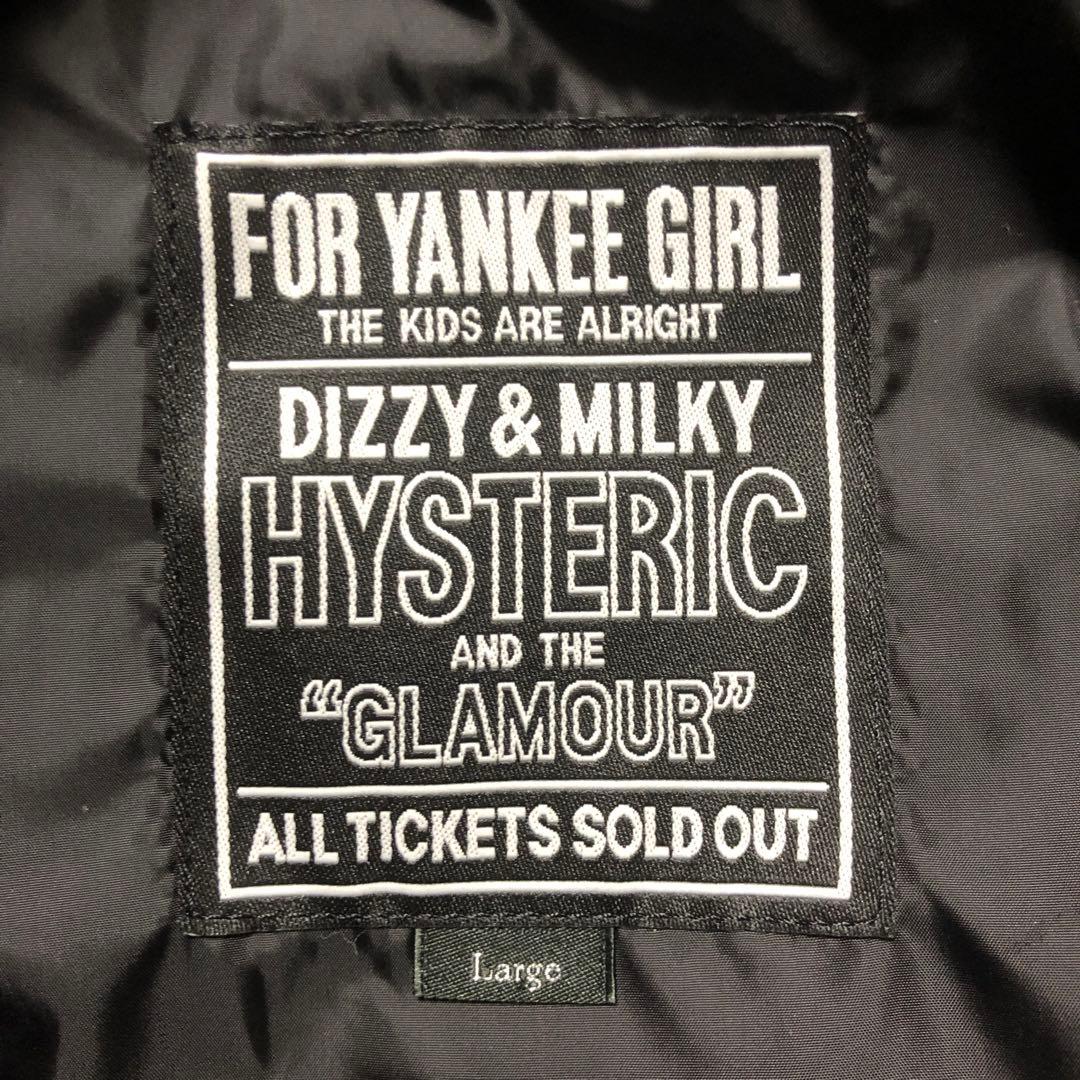 FOR YANKEE GIRL
THE KIDS ARE ALRIGHT
DIZZY & MILKY
HYSTERIC
AND THE
“GLAMOUR”
ALL TICKETS SOLD OUT
Large